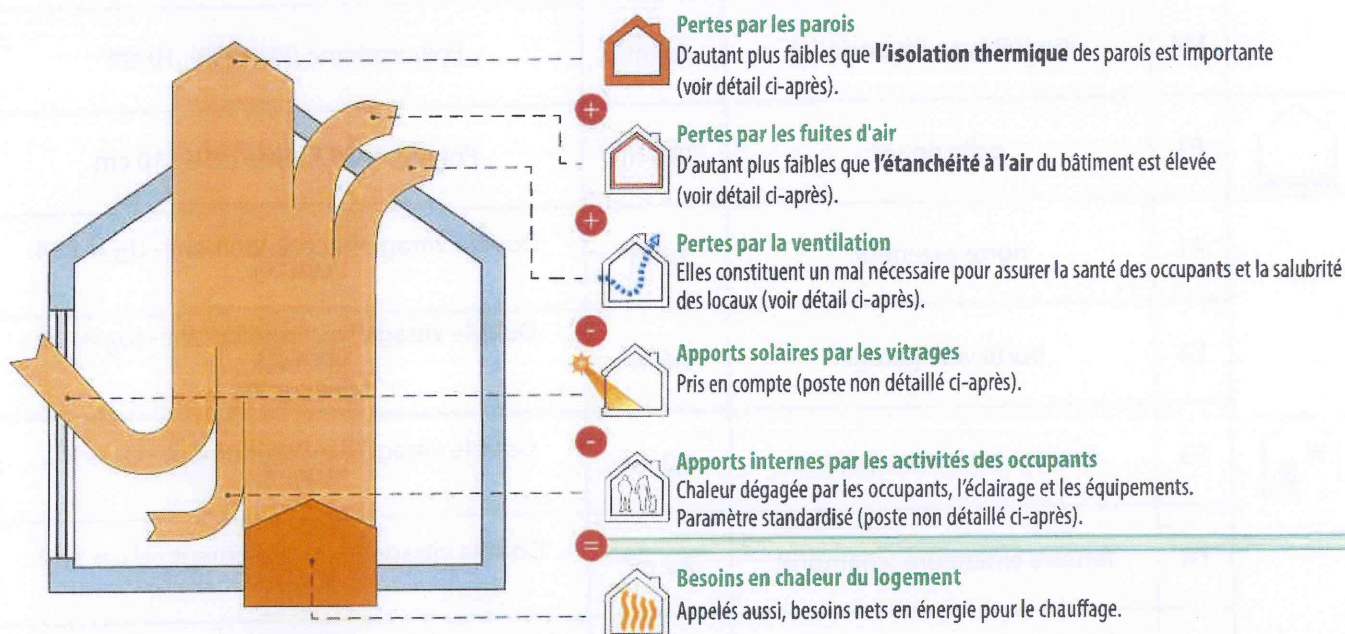 Pertes par les parois
D'autant plus faibles que l'isolation thermique des parois est importante
(voir détail ci-après).
+
Pertes par les fuites d'air
D'autant plus faibles que l'étanchéité à l'air du bâtiment est élevée
(voir détail ci-après).
+
Pertes par la ventilation
Elles constituent un mal nécessaire pour assurer la santé des occupants et la salubrité
des locaux (voir détail ci-après).
-
Apports solaires par les vitrages
Pris en compte (poste non détaillé ci-après).
-
Apports internes par les activités des occupants
Chaleur dégagée par les occupants, l'éclairage et les équipements.
Paramètre standardisé (poste non détaillé ci-après).
=
Besoins en chaleur du logement
Appelés aussi, besoins nets en énergie pour le chauffage.